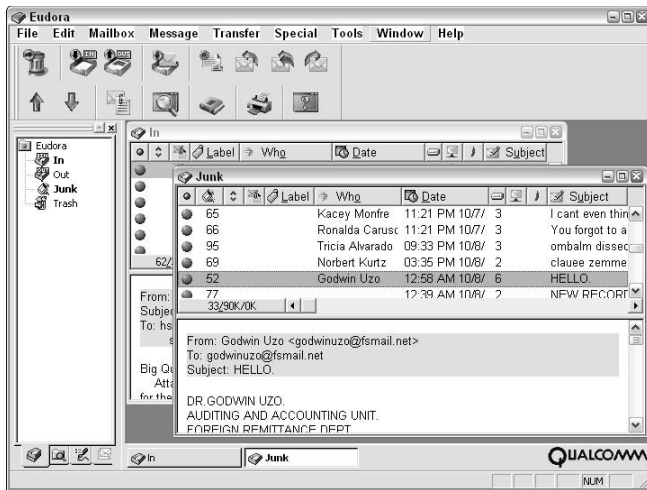 Eudora
File Edit Mailbox Message Transfer Special Tools Window Help
Eudora
In
Out
Junk
Trash
In
Label Who Date Subject
62/
From:
Subje
To: hs
s
Big Qu
Atta
for the
Junk
Label Who Date Subject
65 Kacey Monfre 11:21 PM 10/7/ 3 I cant even thin
66 Ronalda Carusc 11:21 PM 10/7/ 3 You forgot to a
95 Tricia Alvarado 09:33 PM 10/8/ 3 ombalm dissec
69 Norbert Kurtz 03:35 PM 10/8/ 2 clauee zemme
52 Godwin Uzo 12:58 AM 10/8/ 6 HELLO.
77 12:39 AM 10/8/ 2 NEW RECORD
33/90K/0K
From: Godwin Uzo <godwinuzo@fsmail.net>
To: godwinuzo@fsmail.net
Subject: HELLO.
DR.GODWIN UZO.
AUDITING AND ACCOUNTING UNIT.
FOREIGN REMITTANCE DEPT
In
Junk
QUALCOMM
NUM